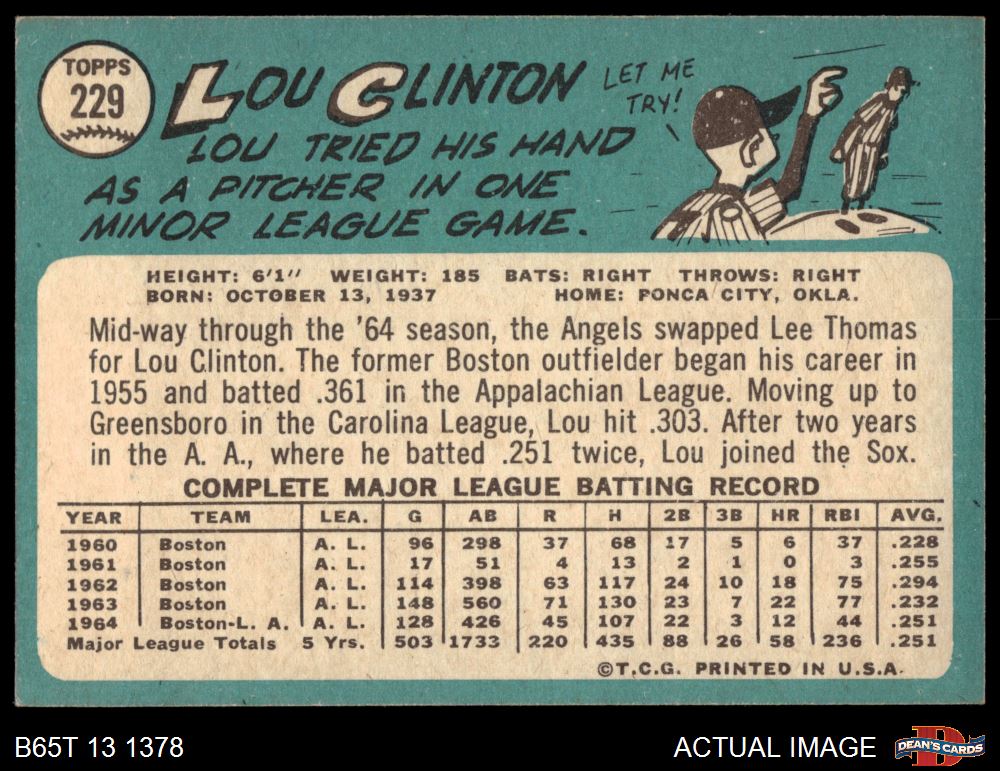 TOPPS
229
LOU CLINTON
LET ME
TRY!
LOU TRIED HIS HAND
AS A PITCHER IN ONE
MINOR LEAGUE GAME.
HEIGHT: 6'1" WEIGHT: 185 BATS: RIGHT THROWS: RIGHT
BORN: OCTOBER 13, 1937 HOME: PONCA CITY, OKLA.
Mid-way through the '64 season, the Angels swapped Lee Thomas
for Lou Clinton. The former Boston outfielder began his career in
1955 and batted .361 in the Appalachian League. Moving up to
Greensboro in the Carolina League, Lou hit .303. After two years
in the A. A., where he batted .251 twice, Lou joined the Sox.
COMPLETE MAJOR LEAGUE BATTING RECORD
YEAR TEAM LEA. G AB R H 2B 3B HR RBI AVG.
1960 Boston A. L. 96 298 37 68 17 5 6 37 .228
1961 Boston A. L. 17 51 4 13 2 1 0 3 .255
1962 Boston A. L. 114 398 63 117 24 10 18 75 .294
1963 Boston A. L. 148 560 71 130 23 7 22 77 .232
1964 Boston-L. A. A. L. 128 426 45 107 22 3 12 44 .251
Major League Totals 5 Yrs. 503 1733 220 435 88 26 58 236 .251
©T.C.G. PRINTED IN U.S.A.
B65T 13 1378
ACTUAL IMAGE
D
DEAN'S CARDS